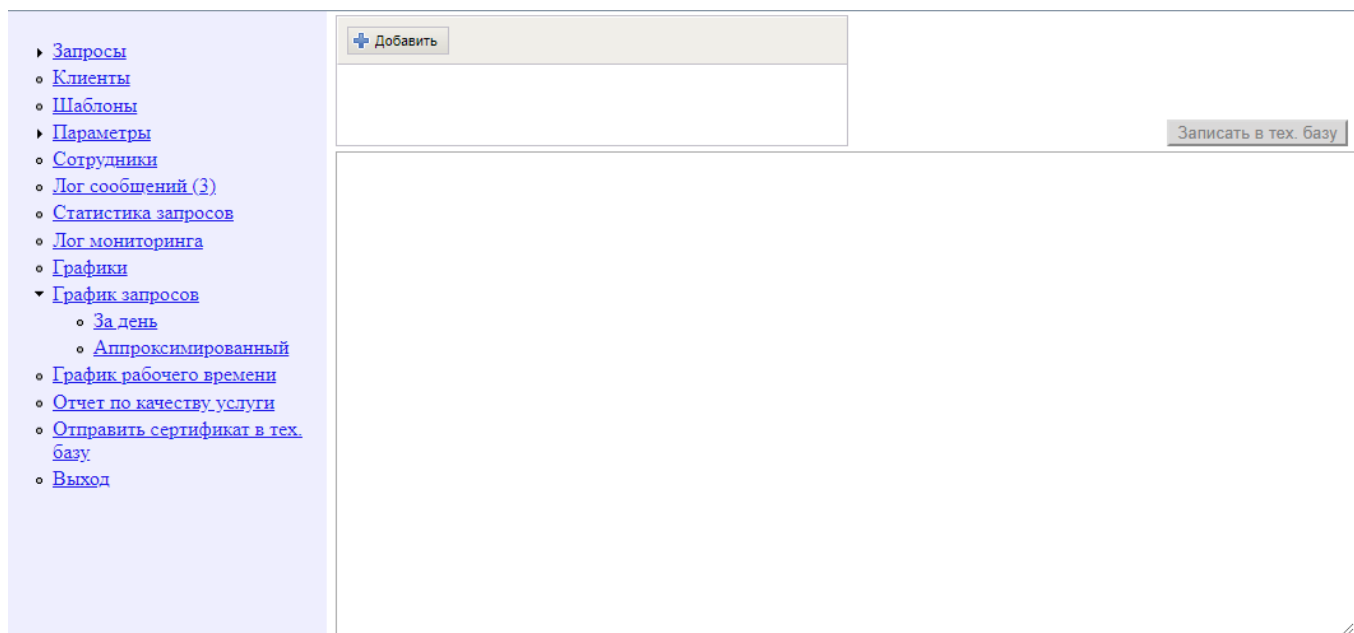 Запросы
Клиенты
Шаблоны
Параметры
Сотрудники
Лог сообщений (3)
Статистика запросов
Лог мониторинга
Графики
График запросов
За день
Аппроксимированный
График рабочего времени
Отчет по качеству услуги
Отправить сертификат в тех.
базу
Выход
Добавить
Записать в тех. базу